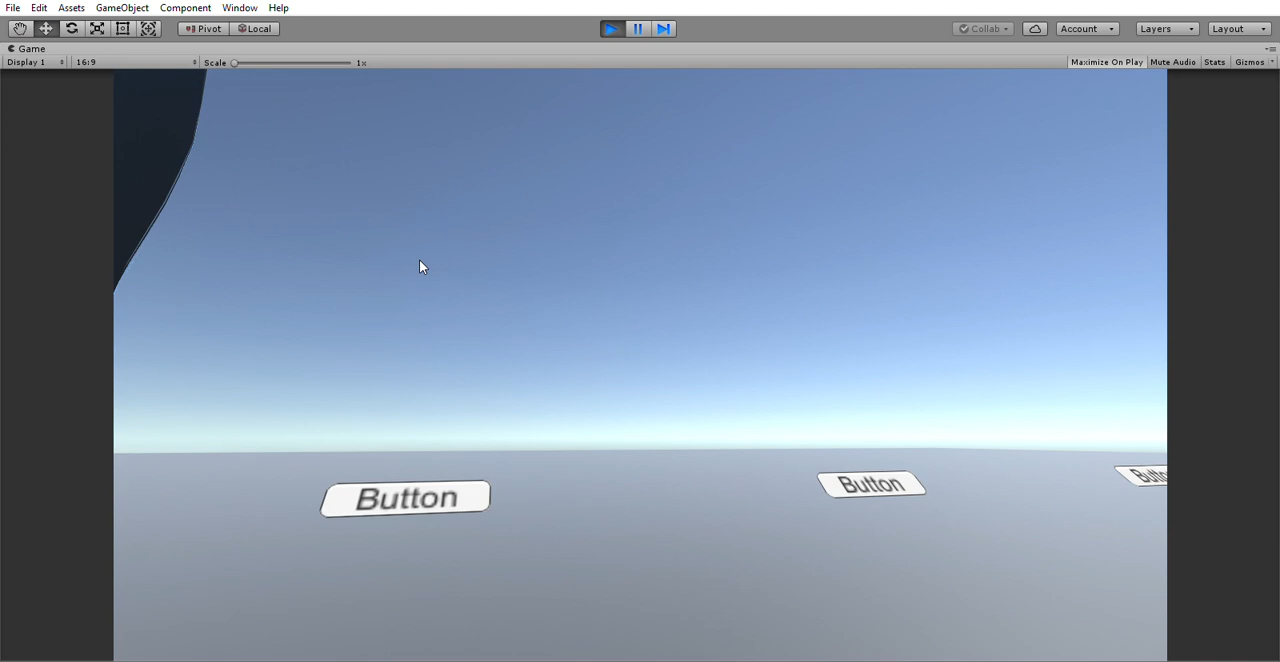 File Edit Assets GameObject Component Window Help
Pivot Local Collab Account Layers Layout
Game
Display 1 16:9 Scale 1x Maximize On Play Mute Audio Stats Gizmos
Button Button